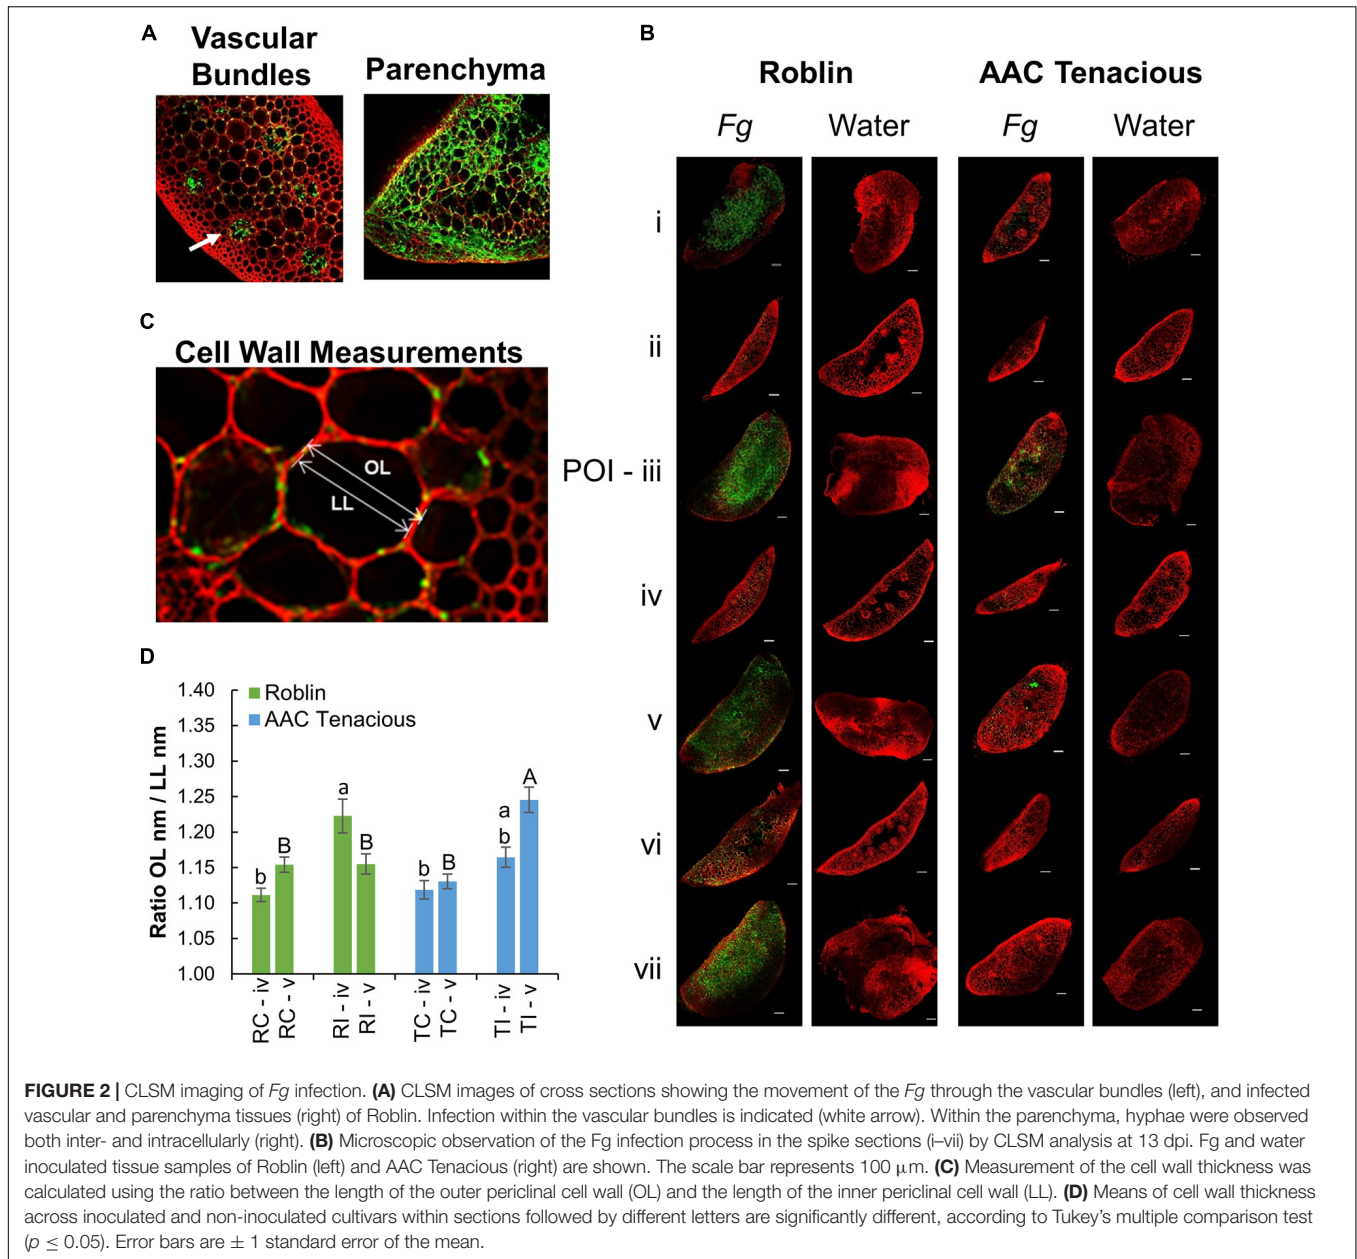 A
Vascular
Bundles
Parenchyma
B
Roblin
AAC Tenacious
Fg
Water
Fg
Water
i
ii
POI - iii
iv
v
vi
vii
C
Cell Wall Measurements
OL
LL
D
Ratio OL nm / LL nm
1.40
1.35
1.30
1.25
1.20
1.15
1.10
1.05
1.00
Roblin
AAC Tenacious
b
B
a
B
b
B
a
b
A
RC - iv
RC - v
RI - iv
RI - v
TC - iv
TC - v
TI - iv
TI - v
FIGURE 2 | CLSM imaging of Fg infection. (A) CLSM images of cross sections showing the movement of the Fg through the vascular bundles (left), and infected
vascular and parenchyma tissues (right) of Roblin. Infection within the vascular bundles is indicated (white arrow). Within the parenchyma, hyphae were observed
both inter- and intracellularly (right). (B) Microscopic observation of the Fg infection process in the spike sections (i–vii) by CLSM analysis at 13 dpi. Fg and water
inoculated tissue samples of Roblin (left) and AAC Tenacious (right) are shown. The scale bar represents 100 μm. (C) Measurement of the cell wall thickness was
calculated using the ratio between the length of the outer periclinal cell wall (OL) and the length of the inner periclinal cell wall (LL). (D) Means of cell wall thickness
across inoculated and non-inoculated cultivars within sections followed by different letters are significantly different, according to Tukey's multiple comparison test
(p ≤ 0.05). Error bars are ± 1 standard error of the mean.